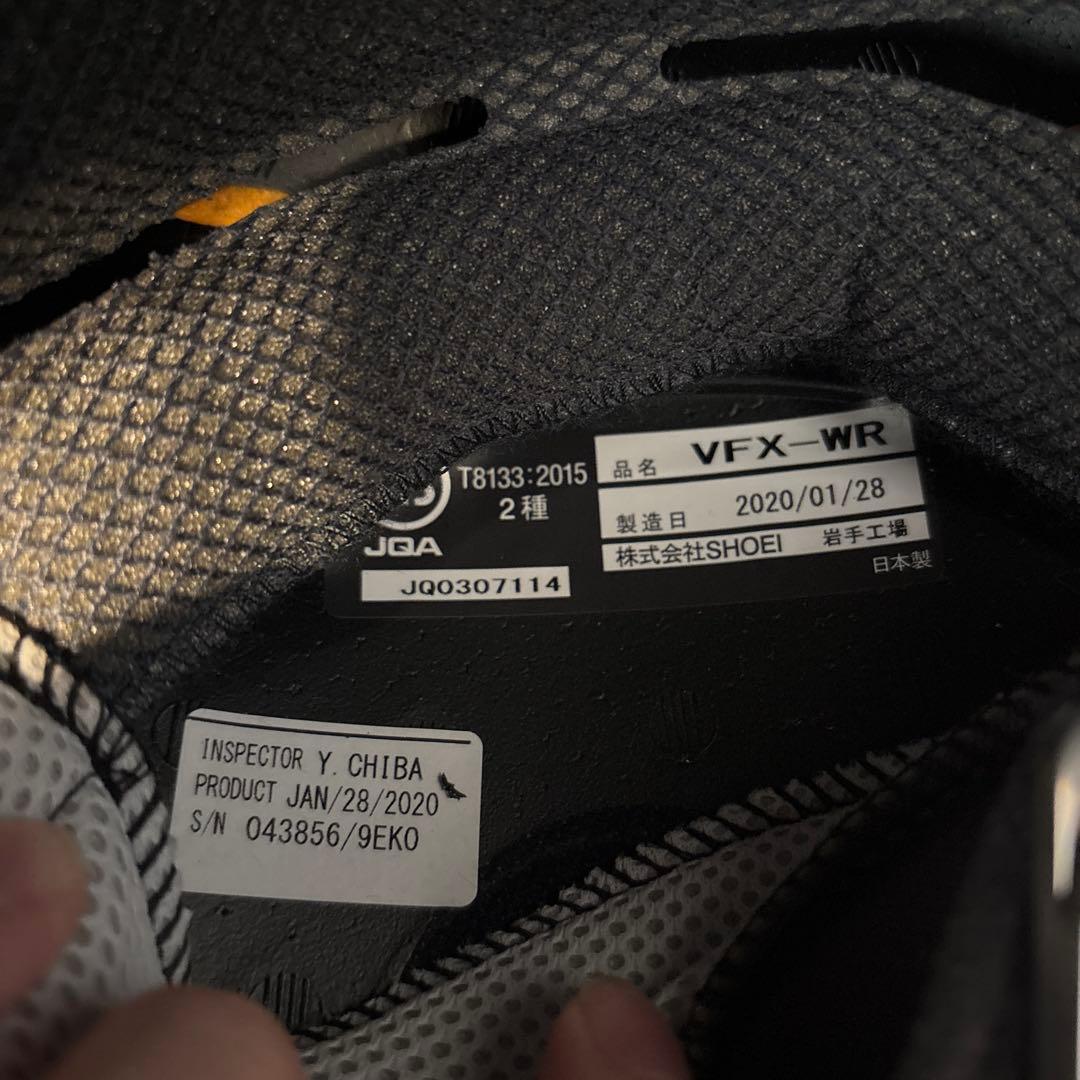 T8133:2015
2種
JQA
JQ0307114
品名 VFX-WR
製造日 2020/01/28
株式会社SHOEI 岩手工場
日本製
INSPECTOR Y. CHIBA
PRODUCT JAN/28/2020
S/N 043856/9EK0